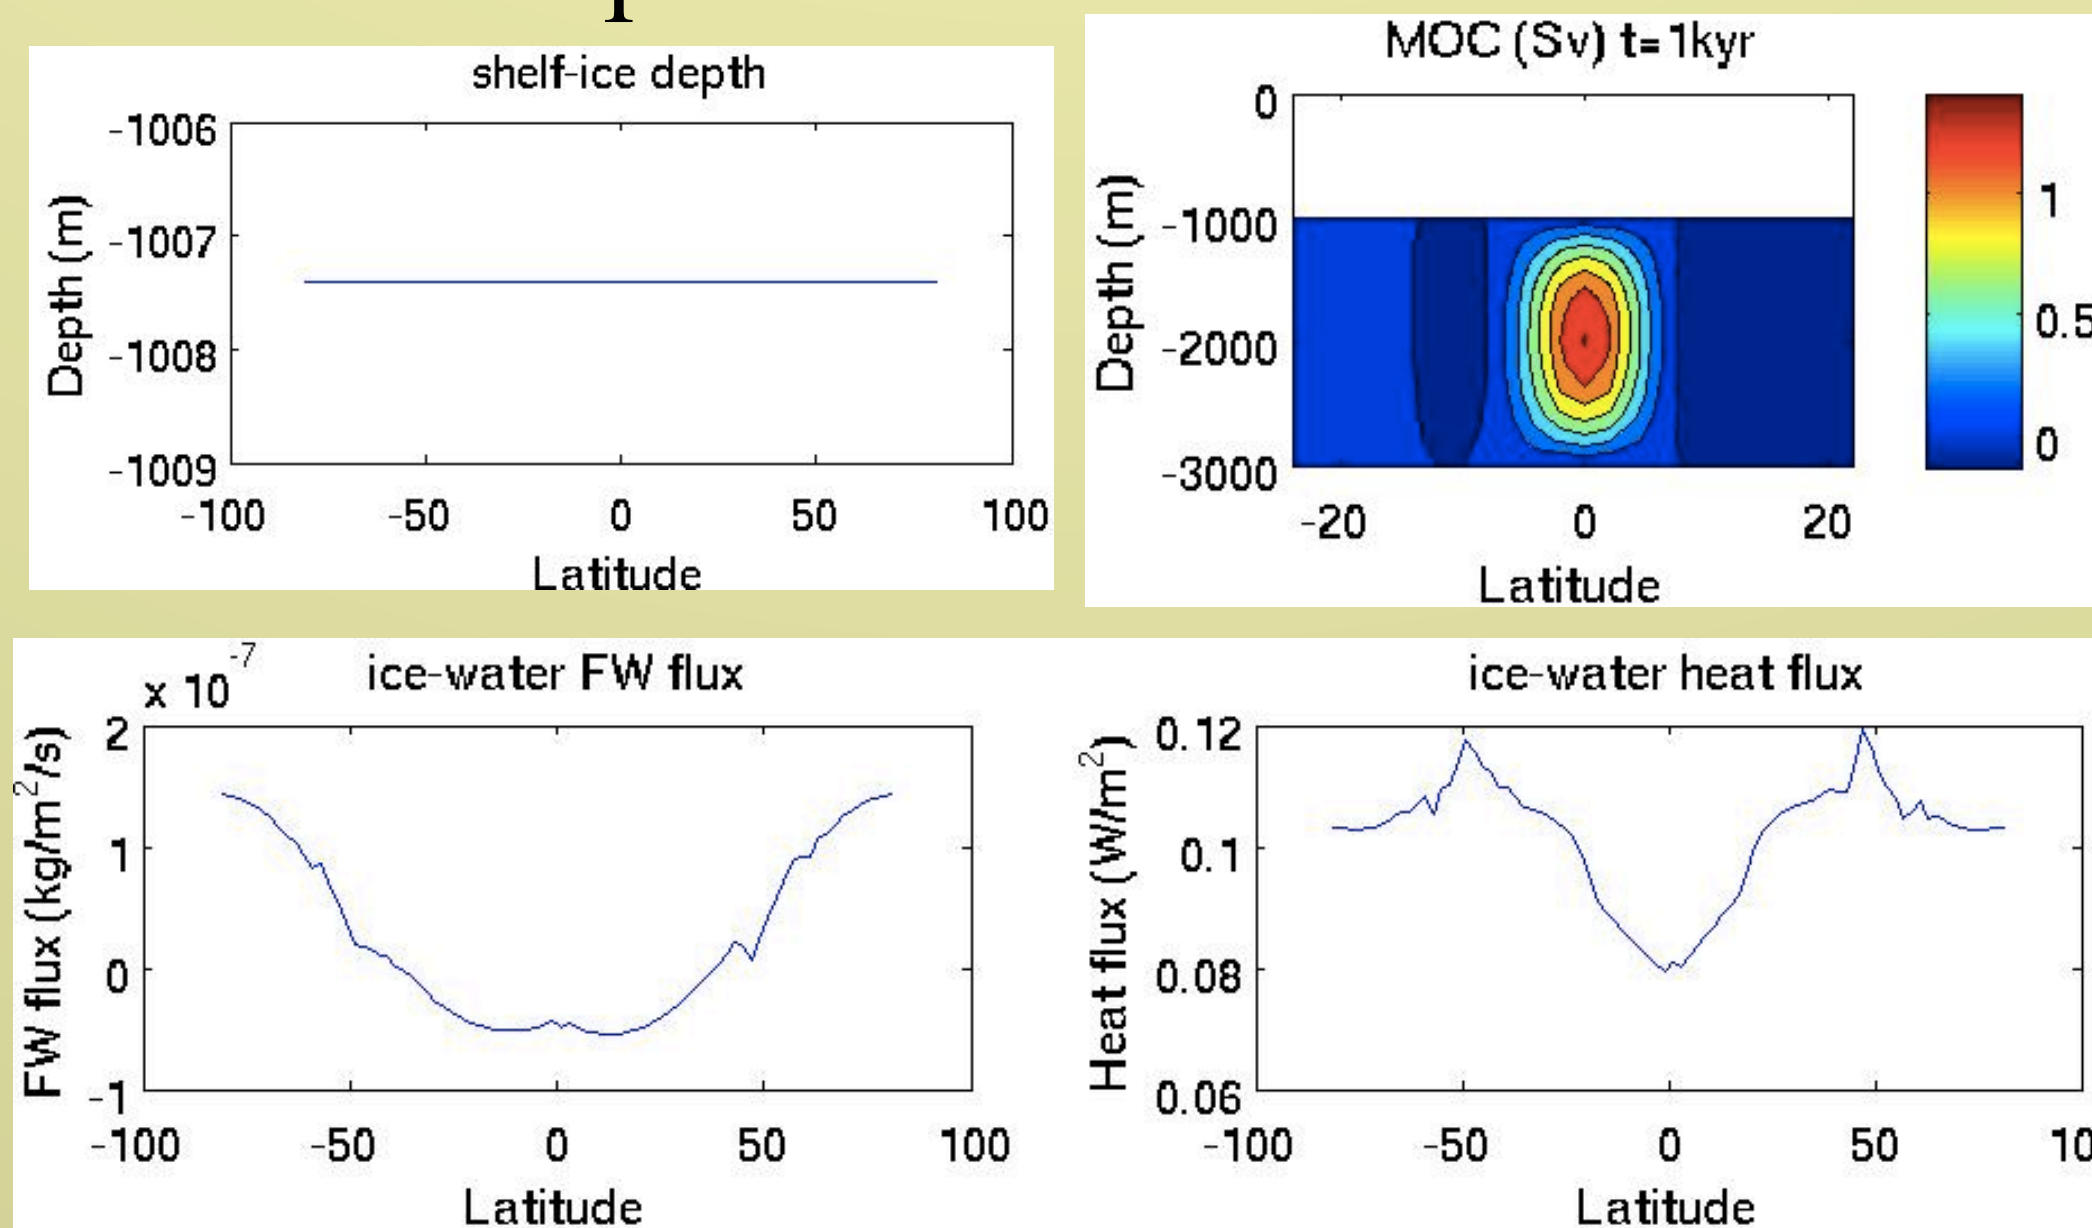 shelf-ice depth
-1006
-1007
-1008
-1009
Depth (m)
-100 -50 0 50 100
Latitude
MOC (Sv) t=1kyr
0
-1000
-2000
-3000
Depth (m)
-20 0 20
Latitude
1
0.5
0
ice-water FW flux
x 10^-7
2
1
0
-1
FW flux (kg/m²/s)
-100 -50 0 50 100
Latitude
ice-water heat flux
0.12
0.1
0.08
0.06
Heat flux (W/m²)
-100 -50 0 50 10
Latitude